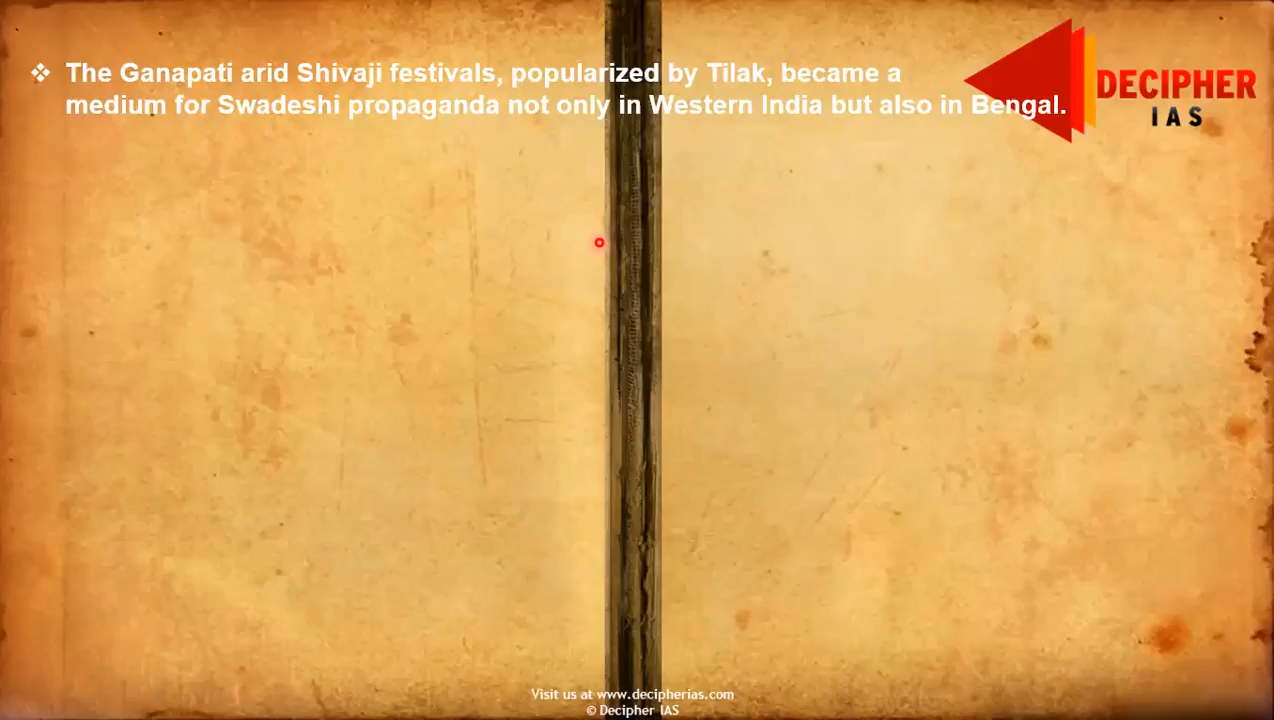 ❖ The Ganapati arid Shivaji festivals, popularized by Tilak, became a
medium for Swadeshi propaganda not only in Western India but also in Bengal.
DECIPHER
IAS
Visit us at www.decipherias.com
© Decipher IAS